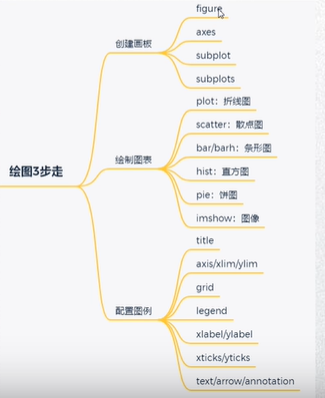 绘图3步走
创建画板
figure
axes
subplot
subplots
绘制图表
plot：折线图
scatter：散点图
bar/barh：条形图
hist：直方图
pie：饼图
imshow：图像
配置图例
title
axis/xlim/ylim
grid
legend
xlabel/ylabel
xticks/yticks
text/arrow/annotation